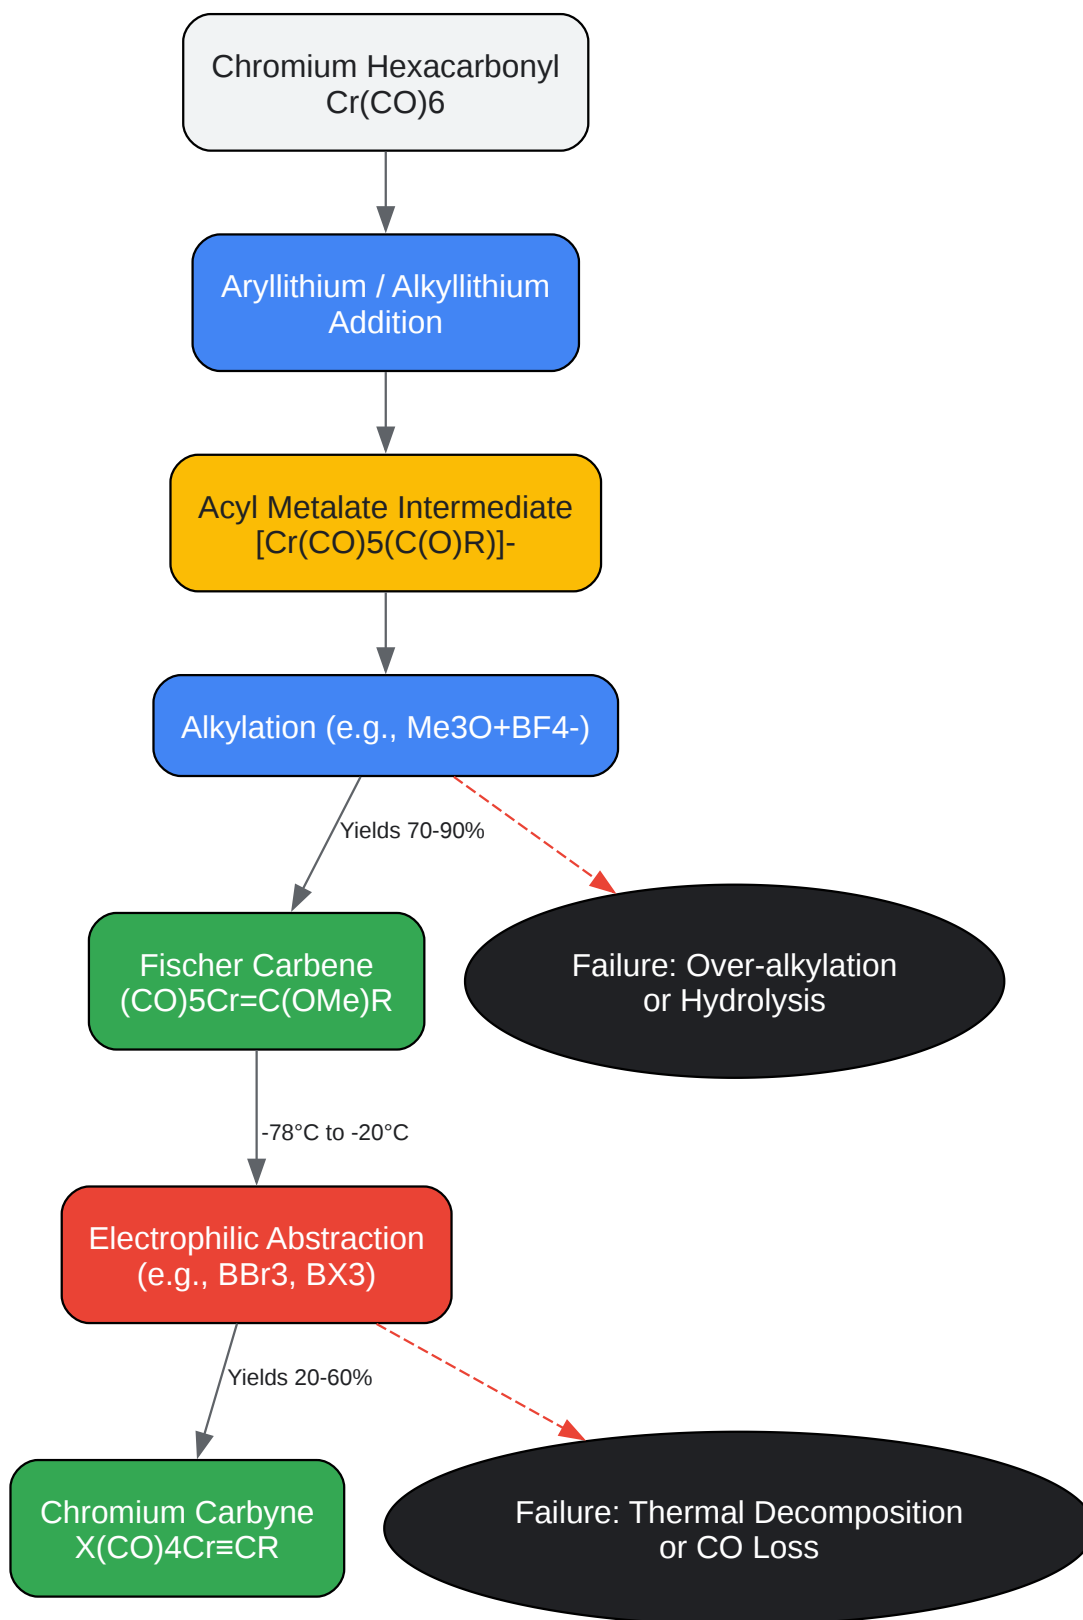 Chromium Hexacarbonyl
Cr(CO)6
Aryllithium / Alkyllithium
Addition
Acyl Metalate Intermediate
[Cr(CO)5(C(O)R)]-
Alkylation (e.g., Me3O+BF4-)
Yields 70-90%
Fischer Carbene
(CO)5Cr=C(OMe)R
Failure: Over-alkylation
or Hydrolysis
-78°C to -20°C
Electrophilic Abstraction
(e.g., BBr3, BX3)
Yields 20-60%
Chromium Carbyne
X(CO)4Cr≡CR
Failure: Thermal Decomposition
or CO Loss